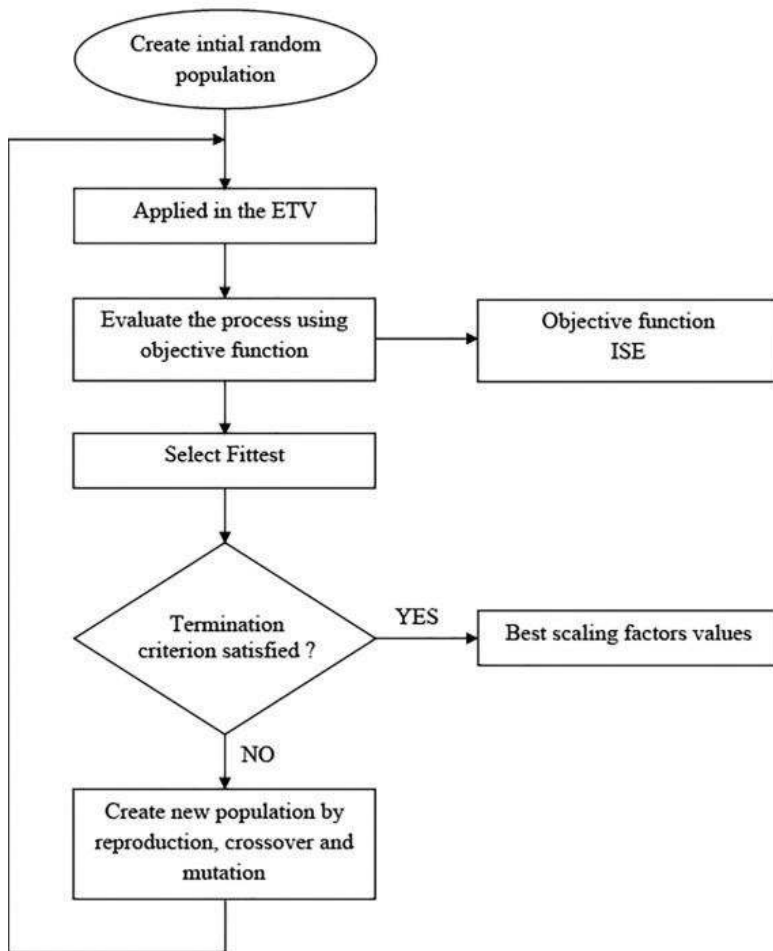 Create intial random
population
Applied in the ETV
Evaluate the process using
objective function
Objective function
ISE
Select Fittest
Termination
criterion satisfied ?
YES
Best scaling factors values
NO
Create new population by
reproduction, crossover and
mutation